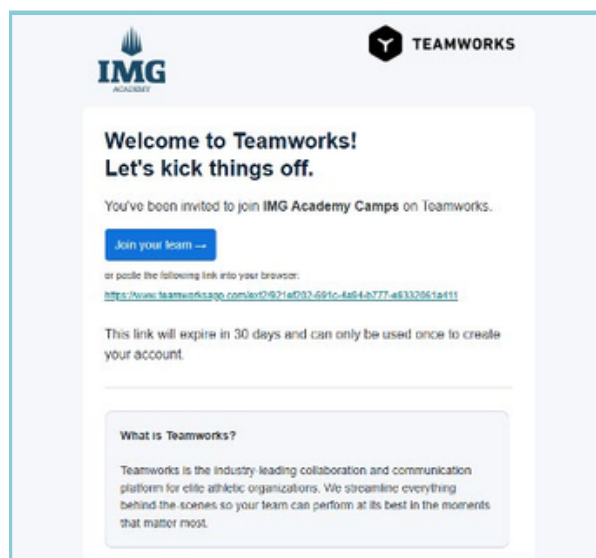 IMG
ACADEMY
TEAMWORKS
Welcome to Teamworks!
Let's kick things off.
You've been invited to join IMG Academy Camps on Teamworks.
Join your team →
or paste the following link into your browser:
This link will expire in 30 days and can only be used once to create
your account.
What is Teamworks?
Teamworks is the industry-leading collaboration and communication
platform for elite athletic organizations. We streamline everything
behind-the-scenes so your team can perform at its best in the moments
that matter most.